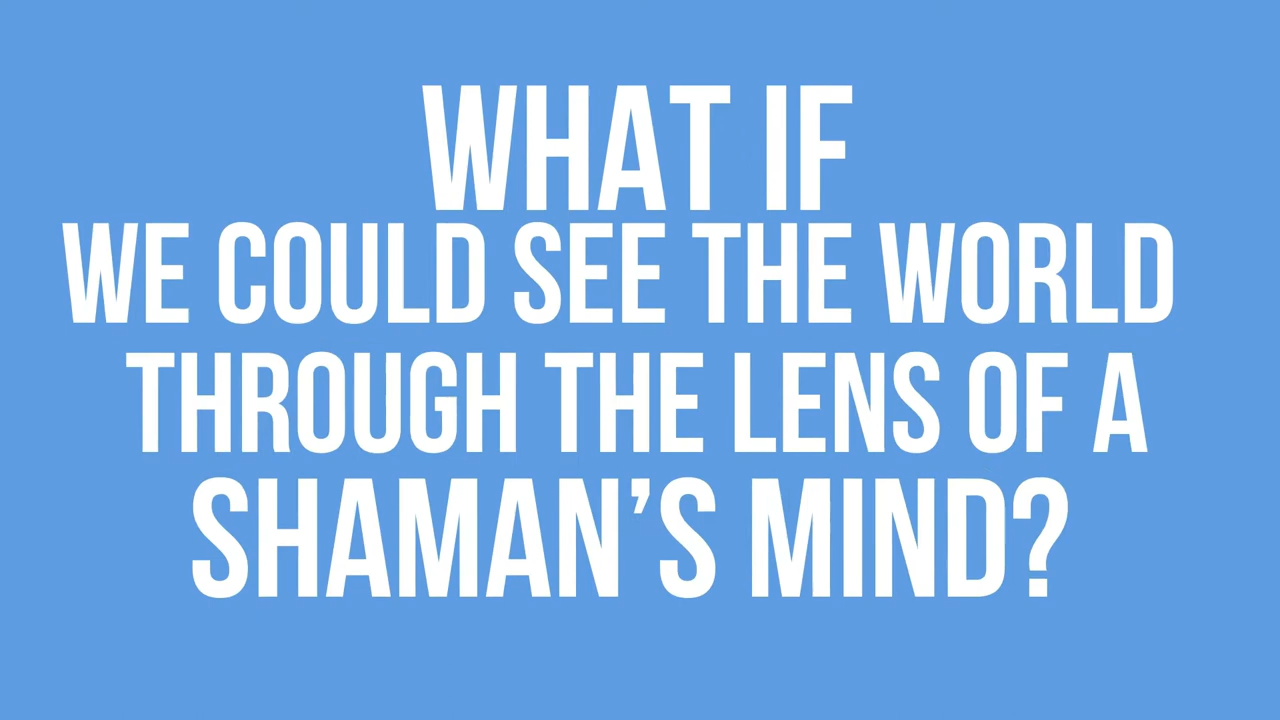 WHAT IF
WE COULD SEE THE WORLD
THROUGH THE LENS OF A
SHAMAN’S MIND?